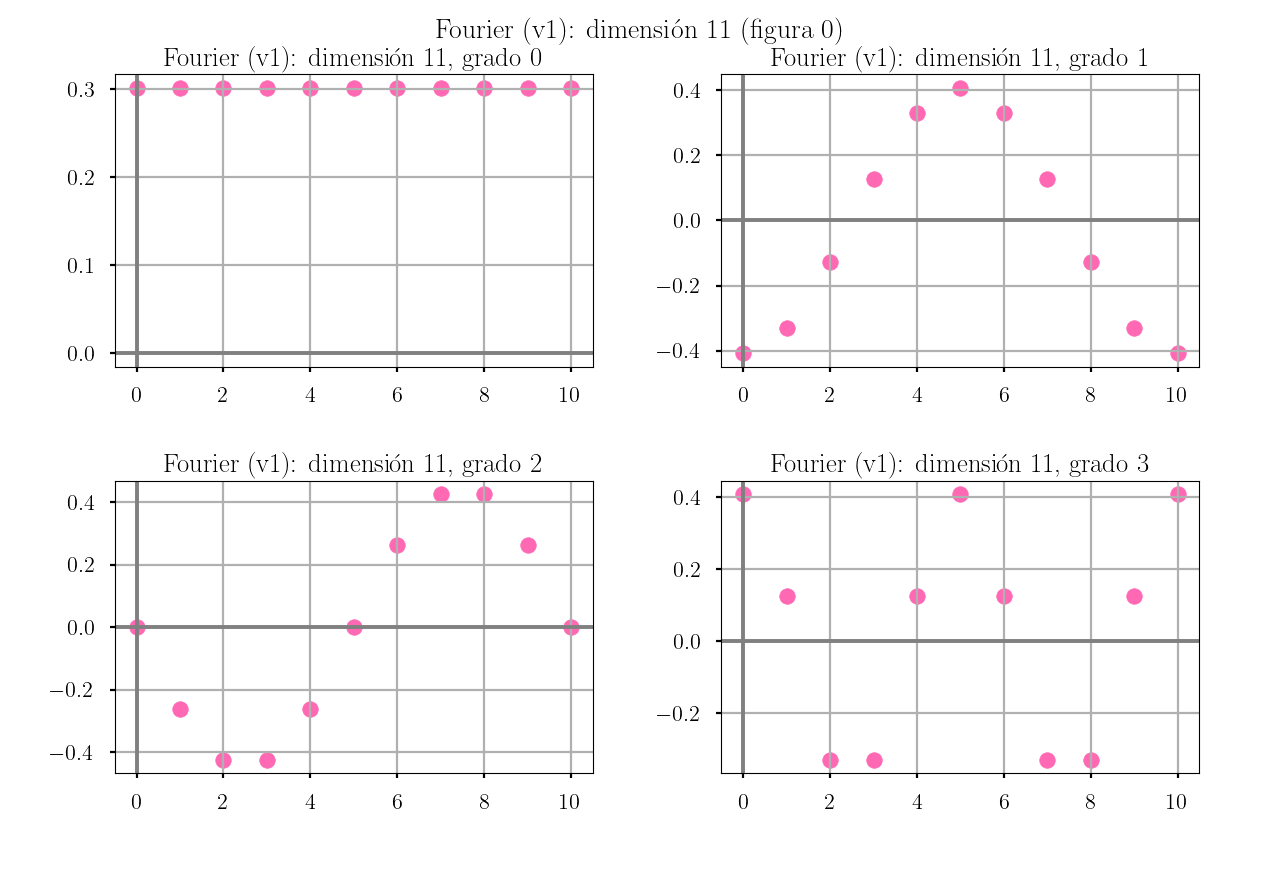 Fourier (v1): dimensión 11 (figura 0)
Fourier (v1): dimensión 11, grado 0
0.3
0.2
0.1
0.0
0 2 4 6 8 10
Fourier (v1): dimensión 11, grado 1
0.4
0.2
0.0
−0.2
−0.4
0 2 4 6 8 10
Fourier (v1): dimensión 11, grado 2
0.4
0.2
0.0
−0.2
−0.4
0 2 4 6 8 10
Fourier (v1): dimensión 11, grado 3
0.4
0.2
0.0
−0.2
0 2 4 6 8 10